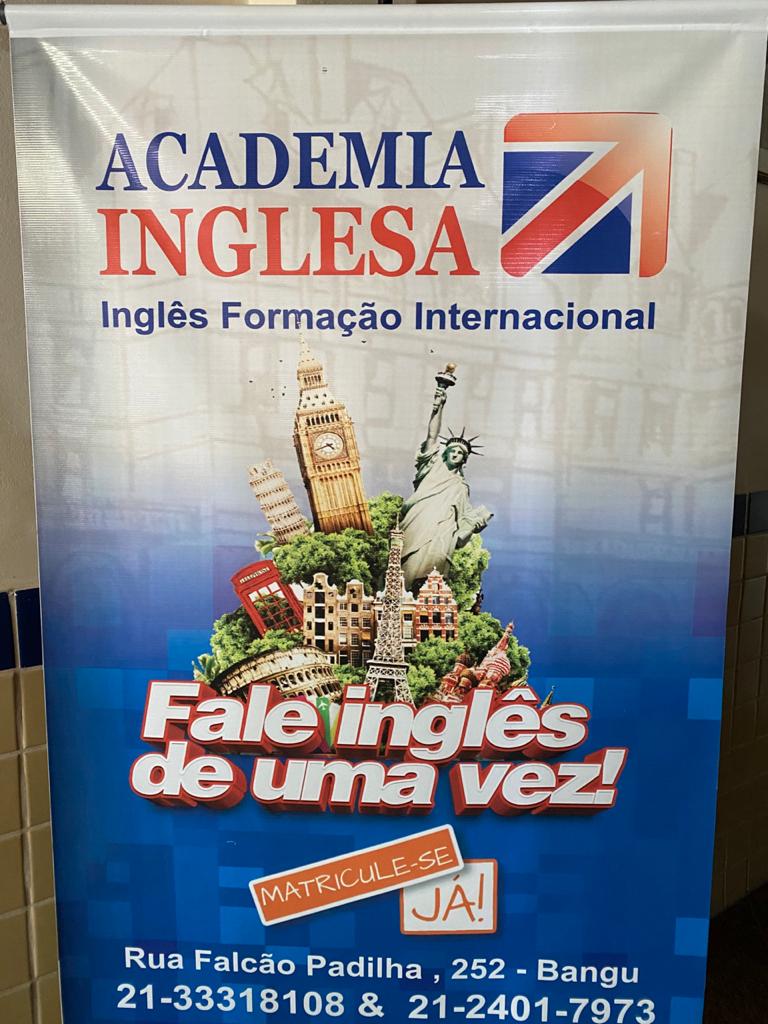 ACADEMIA
INGLESA
Inglês Formação Internacional
Fale inglês
de uma vez!
MATRICULE-SE
JÁ!
Rua Falcão Padilha , 252 - Bangu
21-33318108 & 21-2401-7973